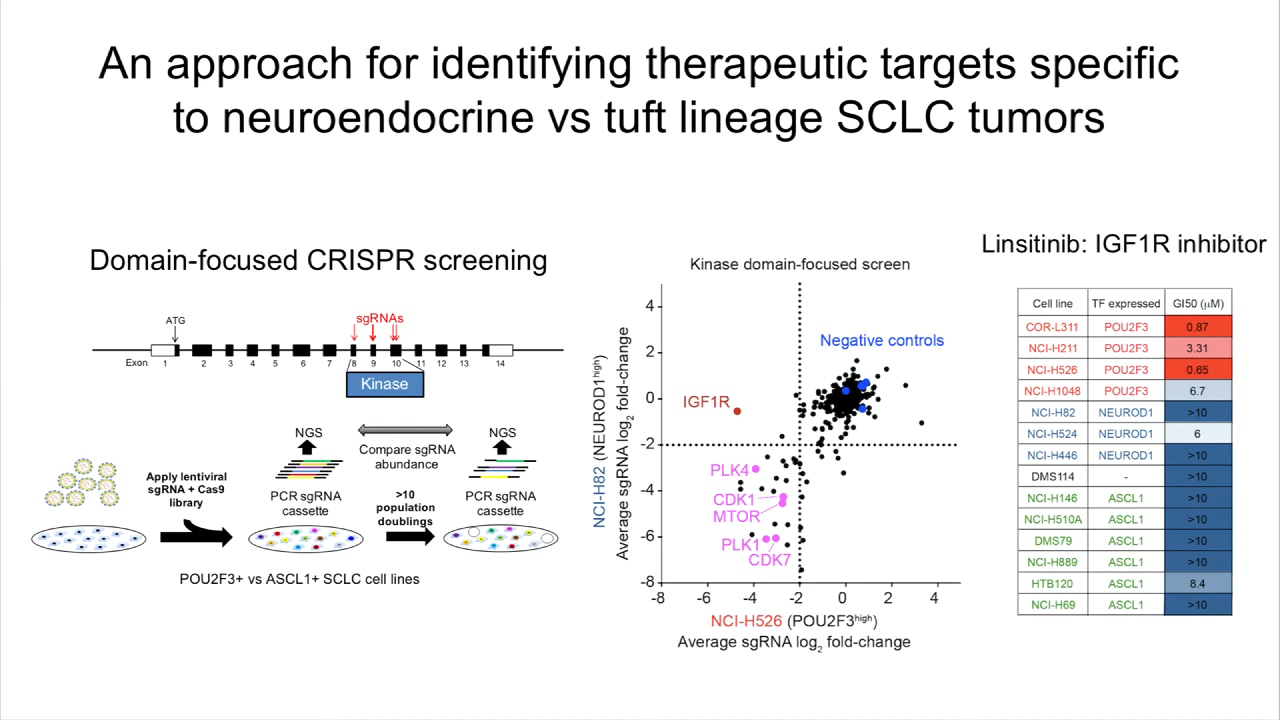 An approach for identifying therapeutic targets specific
to neuroendocrine vs tuft lineage SCLC tumors
Domain-focused CRISPR screening
ATG
sgRNAs
Exon 1 2 3 4 5 6 7 8 9 10 11 12 13 14
Kinase
NGS
NGS
Compare sgRNA
abundance
Apply lentiviral
sgRNA + Cas9
library
PCR sgRNA
cassette
>10
population
doublings
PCR sgRNA
cassette
POU2F3+ vs ASCL1+ SCLC cell lines
Kinase domain-focused screen
NCI-H82 (NEUROD1high)
Average sgRNA log2 fold-change
4
2
0
-2
-4
-6
-8
Negative controls
IGF1R
PLK4
CDK1
MTOR
PLK1
CDK7
-8 -6 -4 -2 0 2 4
NCI-H526 (POU2F3high)
Average sgRNA log2 fold-change
Linsitinib: IGF1R inhibitor
Cell line TF expressed GI50 (µM)
COR-L311 POU2F3 0.87
NCI-H211 POU2F3 3.31
NCI-H526 POU2F3 0.65
NCI-H1048 POU2F3 6.7
NCI-H82 NEUROD1 >10
NCI-H524 NEUROD1 6
NCI-H446 NEUROD1 >10
DMS114 - >10
NCI-H146 ASCL1 >10
NCI-H510A ASCL1 >10
DMS79 ASCL1 >10
NCI-H889 ASCL1 >10
HTB120 ASCL1 8.4
NCI-H69 ASCL1 >10